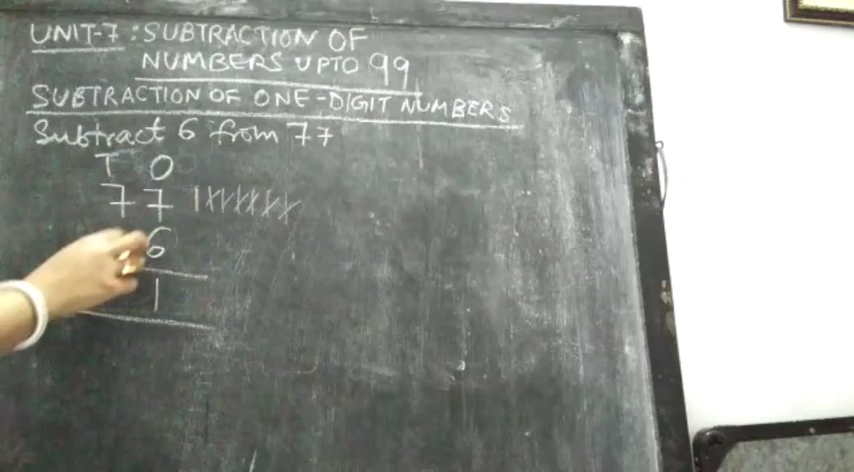 UNIT-7: SUBTRACTION OF
NUMBERS UPTO 99
SUBTRACTION OF ONE-DIGIT NUMBERS
Subtract 6 from 77
T O
7 7
6
1